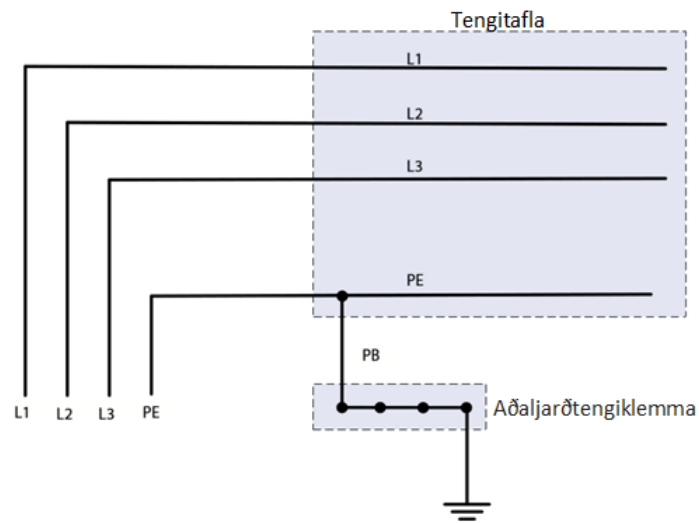 Tengitafla
L1
L2
L3
PE
PB
L1 L2 L3 PE
Aðaljarðtengiklemma